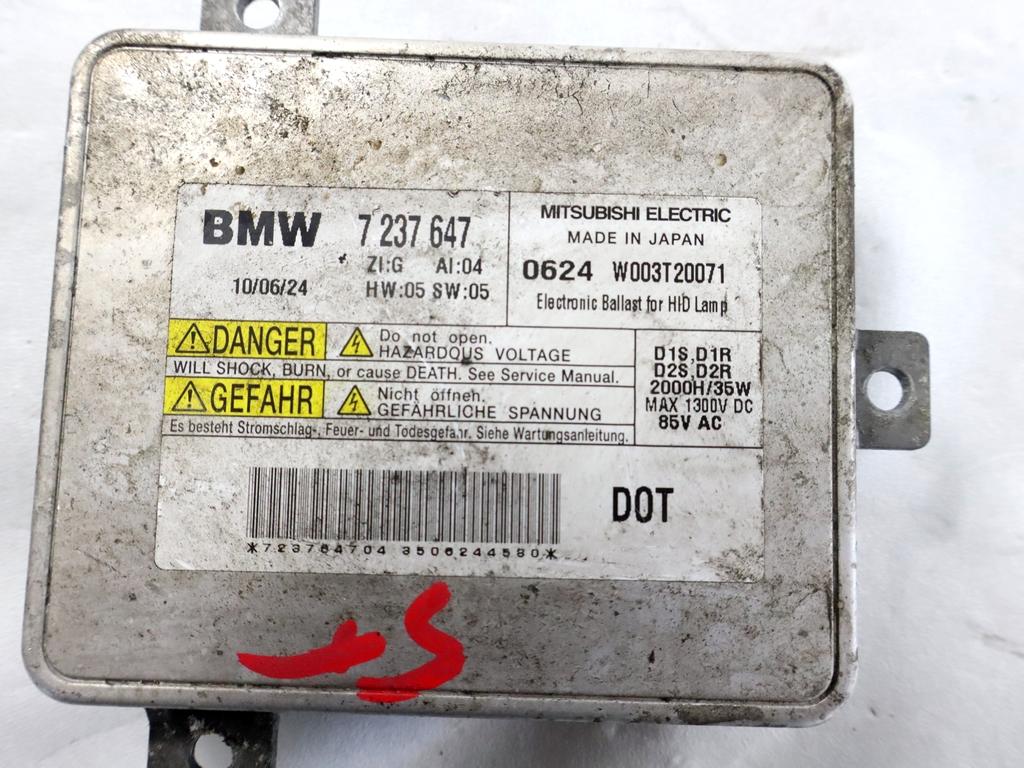 BMW 7 237 647
ZI:G AI:04
10/06/24 HW:05 SW:05
MITSUBISHI ELECTRIC
MADE IN JAPAN
0624 W003T20071
Electronic Ballast for HID Lamp
DANGER Do not open.
HAZARDOUS VOLTAGE
WILL SHOCK, BURN, or cause DEATH. See Service Manual.
GEFAHR Nicht öffneh.
GEFÄHRLICHE SPANNUNG
Es besteht Stromschlag-, Feuer- und Todesgefahr. Siehe Wartungsanleitung.
D1S,D1R
D2S,D2R
2000H/35W
MAX 1300V DC
85V AC
DOT
*723764704 3506244580*